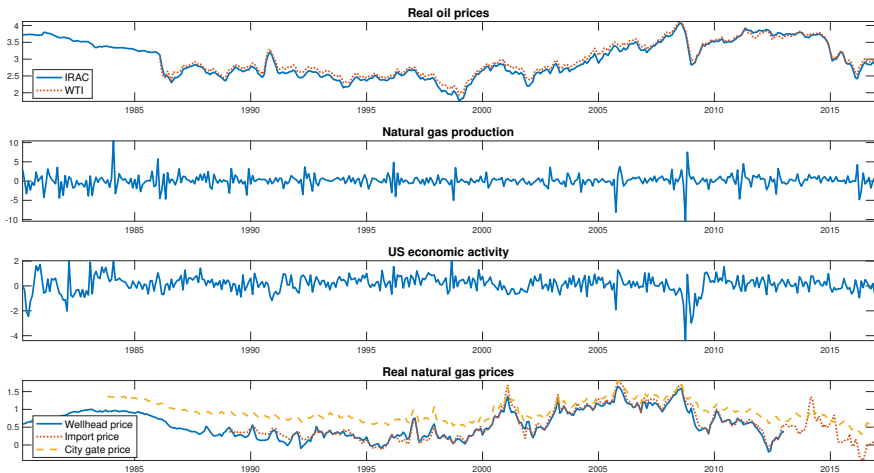 Real oil prices
4
3.5
3
2.5
2
IRAC
WTI
1985 1990 1995 2000 2005 2010 2015
Natural gas production
10
5
0
-5
-10
1985 1990 1995 2000 2005 2010 2015
US economic activity
2
0
-2
-4
1985 1990 1995 2000 2005 2010 2015
Real natural gas prices
1.5
1
0.5
0
Wellhead price
Import price
City gate price
1985 1990 1995 2000 2005 2010 2015